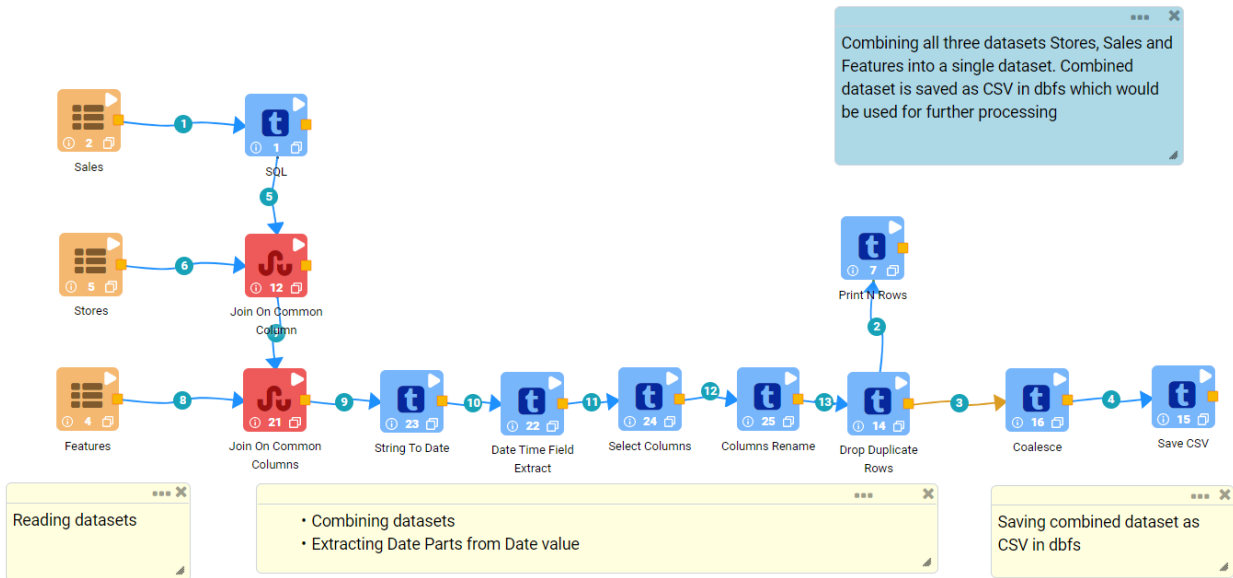 Combining all three datasets Stores, Sales and
Features into a single dataset. Combined
dataset is saved as CSV in dbfs which would
be used for further processing
2
Sales
1
t
1
SQL
5
5
Stores
6
12
Join On Common
Column
7
t
7
Print N Rows
2
4
Features
8
21
Join On Common
Columns
9
t
23
String To Date
10
t
22
Date Time Field
Extract
11
t
24
Select Columns
12
t
25
Columns Rename
13
t
14
Drop Duplicate
Rows
3
t
16
Coalesce
4
t
15
Save CSV
Reading datasets
• Combining datasets
• Extracting Date Parts from Date value
Saving combined dataset as
CSV in dbfs